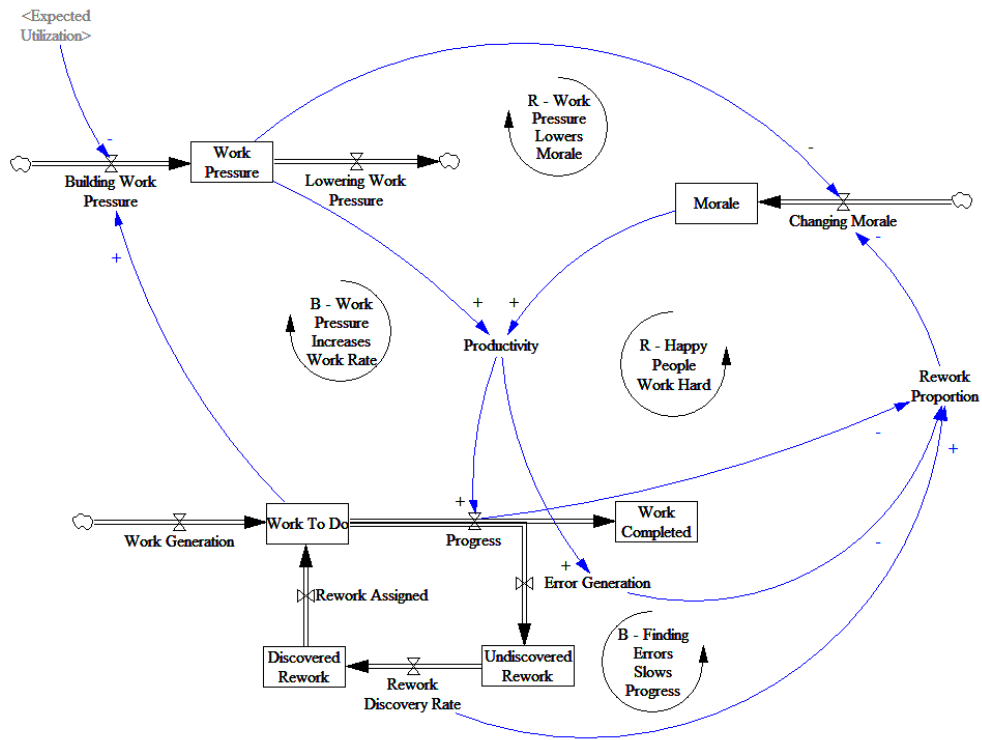 <Expected
Utilization>
-
Work
Pressure
Building Work
Pressure
Lowering Work
Pressure
R - Work
Pressure
Lowers
Morale
-
Morale
Changing Morale
-
+
B - Work
Pressure
Increases
Work Rate
+
+
Productivity
R - Happy
People
Work Hard
Rework
Proportion
-
+
+
Work Generation
Work To Do
Progress
Work
Completed
-
+
Error Generation
Rework Assigned
Discovered
Rework
Rework
Discovery Rate
Undiscovered
Rework
B - Finding
Errors
Slows
Progress